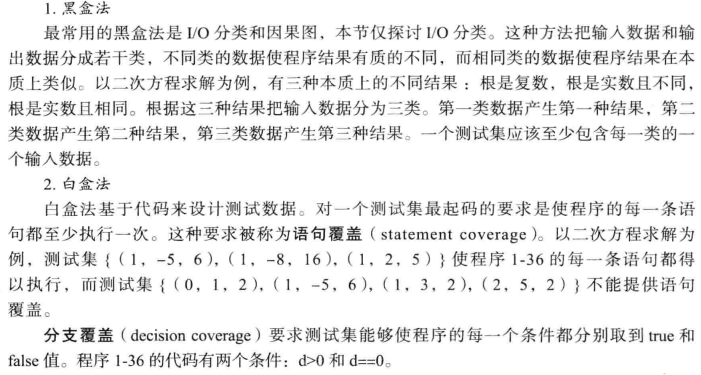 1. 黑盒法
最常用的黑盒法是 I/O 分类和因果图，本节仅探讨 I/O 分类。这种方法把输入数据和输
出数据分成若干类，不同类的数据使程序结果有质的不同，而相同类的数据使程序结果在本
质上类似。以二次方程求解为例，有三种本质上的不同结果：根是复数，根是实数且不同，
根是实数且相同。根据这三种结果把输入数据分为三类。第一类数据产生第一种结果，第二
类数据产生第二种结果，第三类数据产生第三种结果。一个测试集应该至少包含每一类的一
个输入数据。
2. 白盒法
白盒法基于代码来设计测试数据。对一个测试集最起码的要求是使程序的每一条语
句都至少执行一次。这种要求被称为语句覆盖（statement coverage）。以二次方程求解为
例，测试集 {（1，-5，6），（1，-8，16），（1，2，5）} 使程序 1-36 的每一条语句都得
以执行，而测试集 {（0，1，2），（1，-5，6），（1，3，2），（2，5，2）} 不能提供语句
覆盖。
分支覆盖（decision coverage）要求测试集能够使程序的每一个条件都分别取到 true 和
false 值。程序 1-36 的代码有两个条件：d>0 和 d==0。